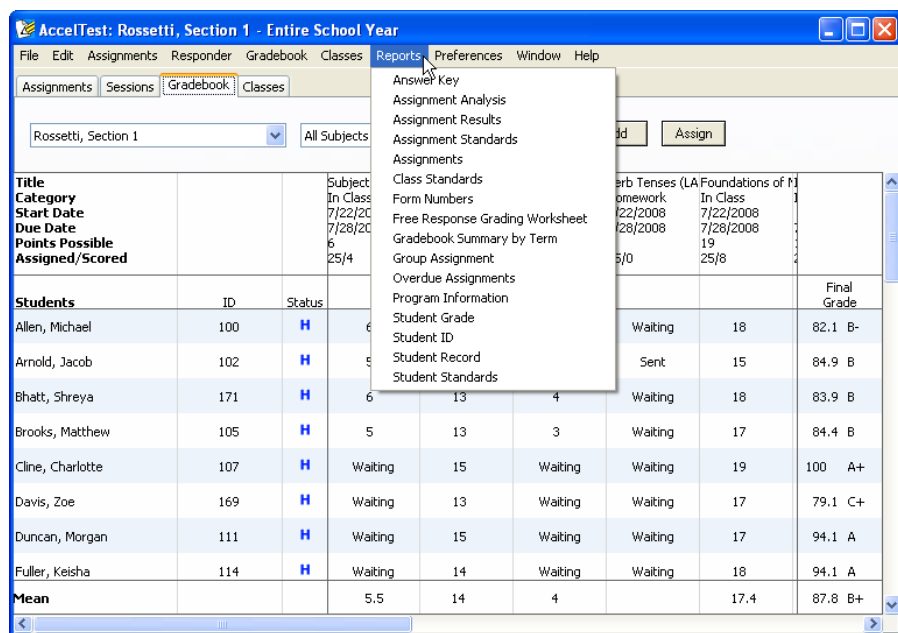 AccelTest: Rossetti, Section 1 - Entire School Year
File Edit Assignments Responder Gradebook Classes Reports Preferences Window Help
Assignments Sessions Gradebook Classes
Rossetti, Section 1 All Subjects Assign
Answer Key
Assignment Analysis
Assignment Results
Assignment Standards
Assignments
Class Standards
Form Numbers
Free Response Grading Worksheet
Gradebook Summary by Term
Group Assignment
Overdue Assignments
Program Information
Student Grade
Student ID
Student Record
Student Standards
Title Subject erb Tenses (LA Foundations of
Category In Class omework In Class
Start Date 7/22/20 22/2008 7/22/2008
Due Date 7/28/20 28/2008 7/28/2008
Points Possible 6 19
Assigned/Scored 25/4 5/0 25/8
Students ID Status Final Grade
Allen, Michael 100 H 6 Waiting 18 82.1 B-
Arnold, Jacob 102 H 5 Sent 15 84.9 B
Bhatt, Shreya 171 H 6 13 4 Waiting 18 83.9 B
Brooks, Matthew 105 H 5 13 3 Waiting 17 84.4 B
Cline, Charlotte 107 H Waiting 15 Waiting Waiting 19 100 A+
Davis, Zoe 169 H Waiting 13 Waiting Waiting 17 79.1 C+
Duncan, Morgan 111 H Waiting 15 Waiting Waiting 17 94.1 A
Fuller, Keisha 114 H Waiting 14 Waiting Waiting 18 94.1 A
Mean 5.5 14 4 17.4 87.8 B+